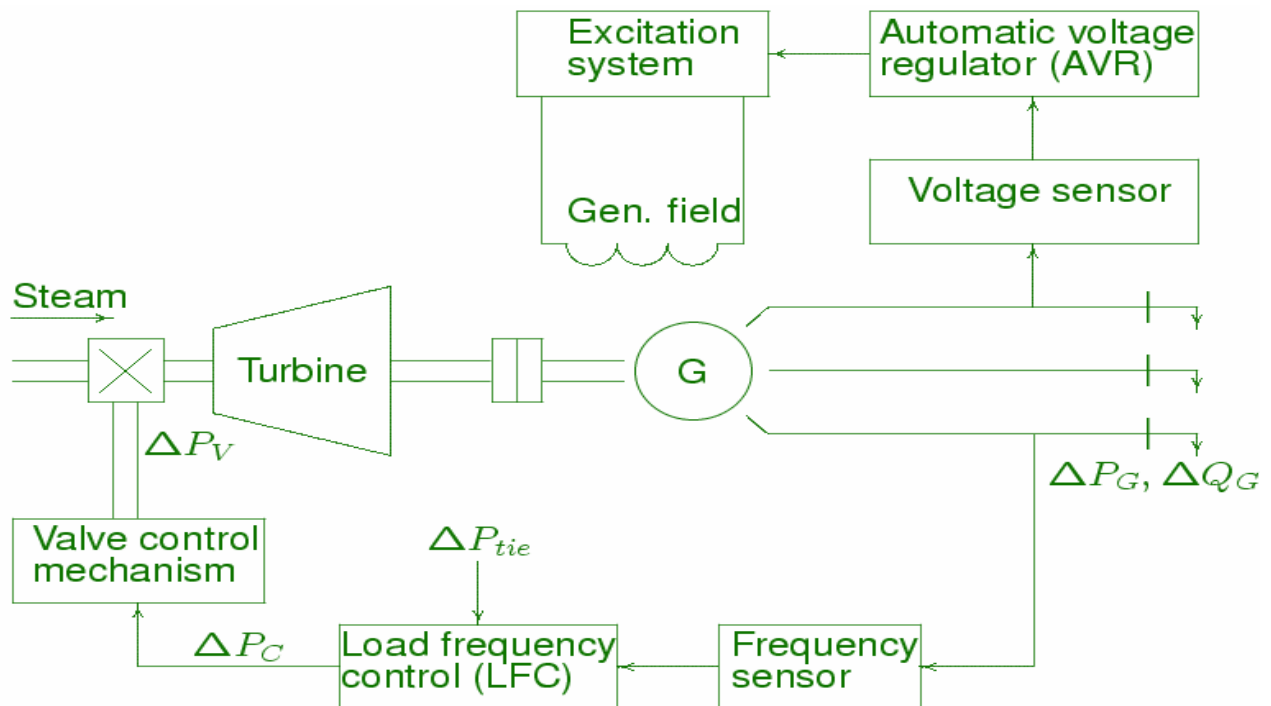 Excitation
system
Automatic voltage
regulator (AVR)
Voltage sensor
Gen. field
Steam
Turbine
G
ΔP_V
ΔP_G, ΔQ_G
Valve control
mechanism
ΔP_tie
ΔP_C
Load frequency
control (LFC)
Frequency
sensor